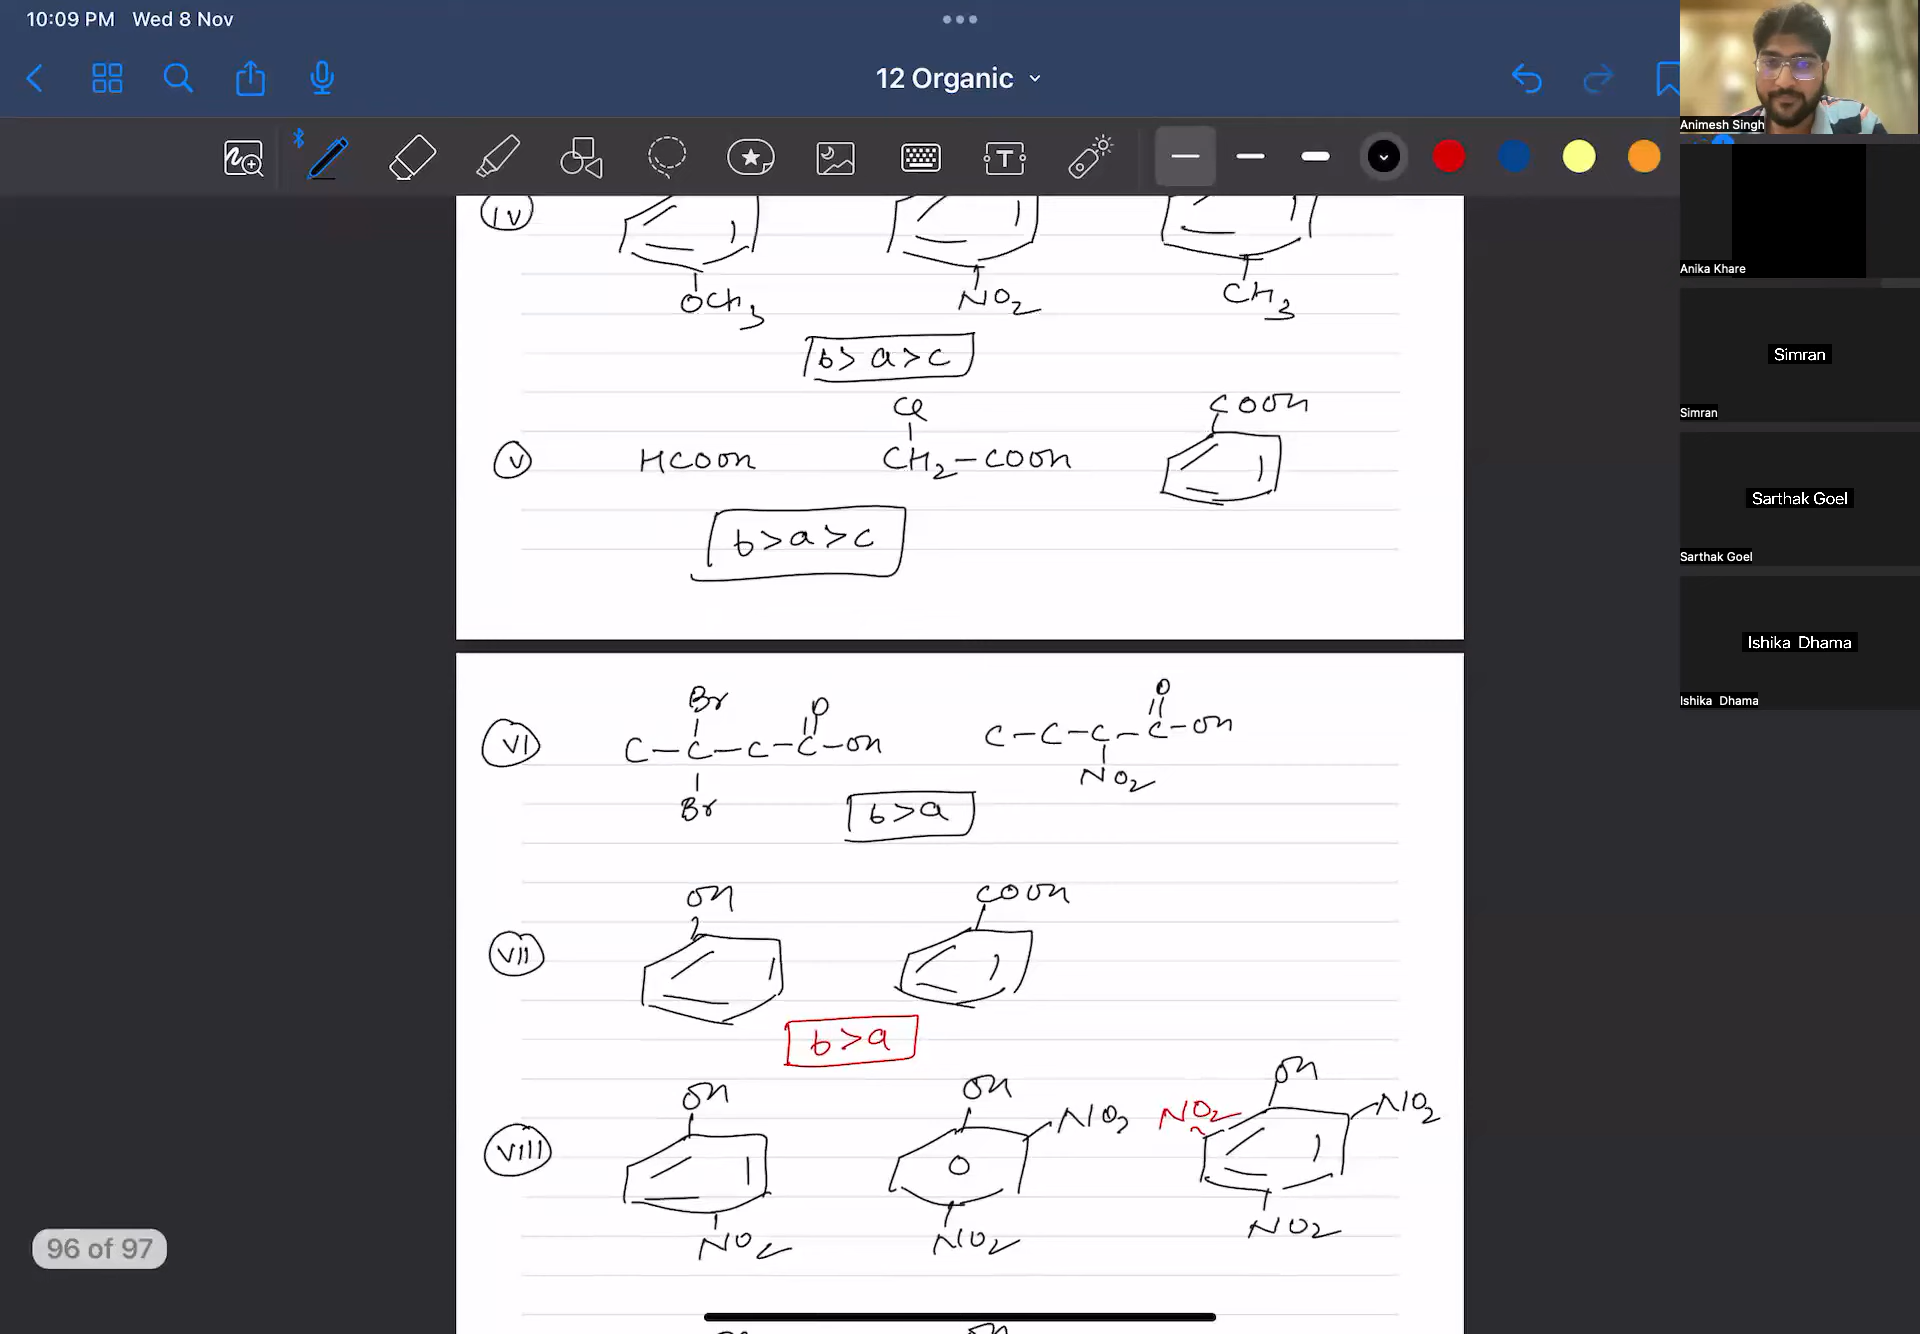 10:09 PM Wed 8 Nov
12 Organic
Animesh Singh
Anika Khare
Simran
Simran
Sarthak Goel
Sarthak Goel
Ishika Dhama
Ishika Dhama
iv
OCH3
NO2
CH3
b > a > c
v
HCOOH
Cl
CH2-COOH
COOH
b > a > c
VI
Br
C-C-C-C-OH
O
Br
C-C-C-C-OH
O
NO2
b > a
VII
OH
COOH
b > a
VIII
OH
NO2
OH
NO2
NO2
OH
NO2
NO2
NO2
96 of 97